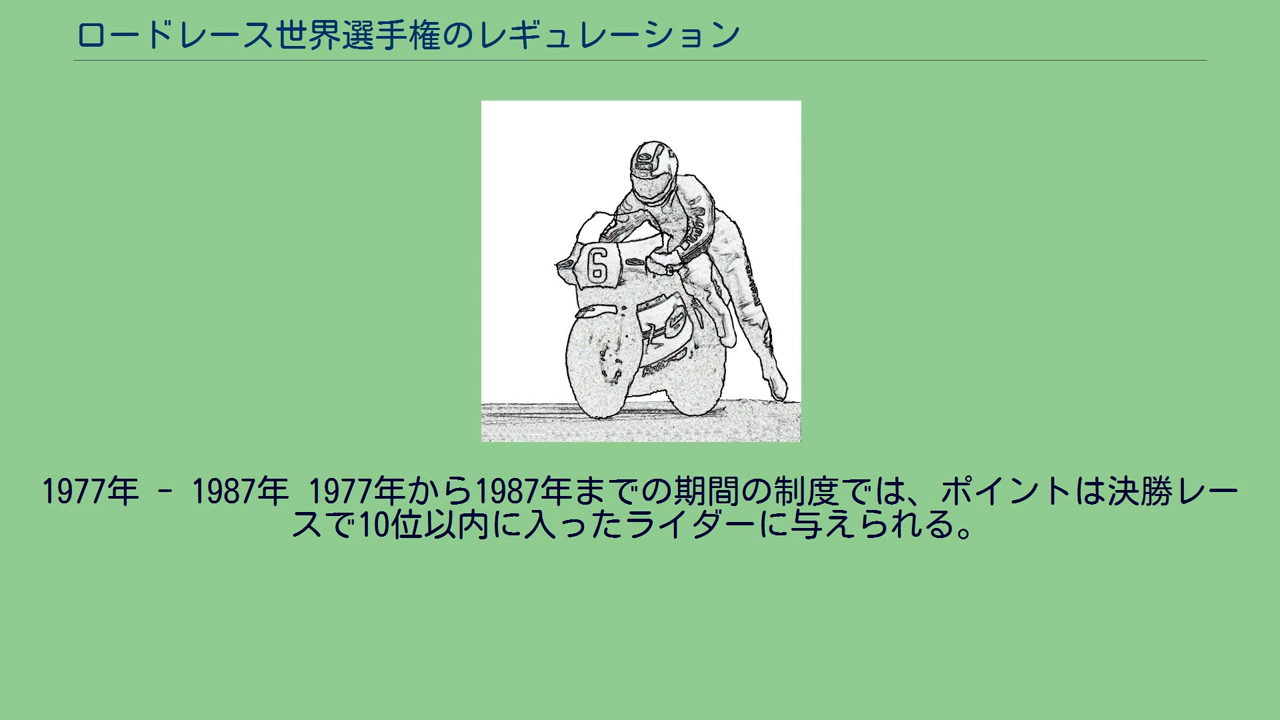 ロードレース世界選手権のレギュレーション
6
1977年 - 1987年 1977年から1987年までの期間の制度では、ポイントは決勝レー
スで10位以内に入ったライダーに与えられる。